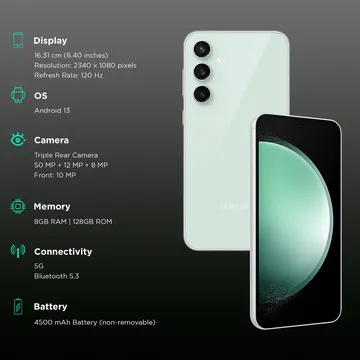 Display
16.31 cm (6.40 inches)
Resolution: 2340 × 1080 pixels
Refresh Rate: 120 Hz
OS
Android 13
Camera
Triple Rear Camera
50 MP + 12 MP + 8 MP
Front: 10 MP
Memory
8GB RAM | 128GB ROM
Connectivity
5G
Bluetooth 5.3
Battery
4500 mAh Battery (non-removable)